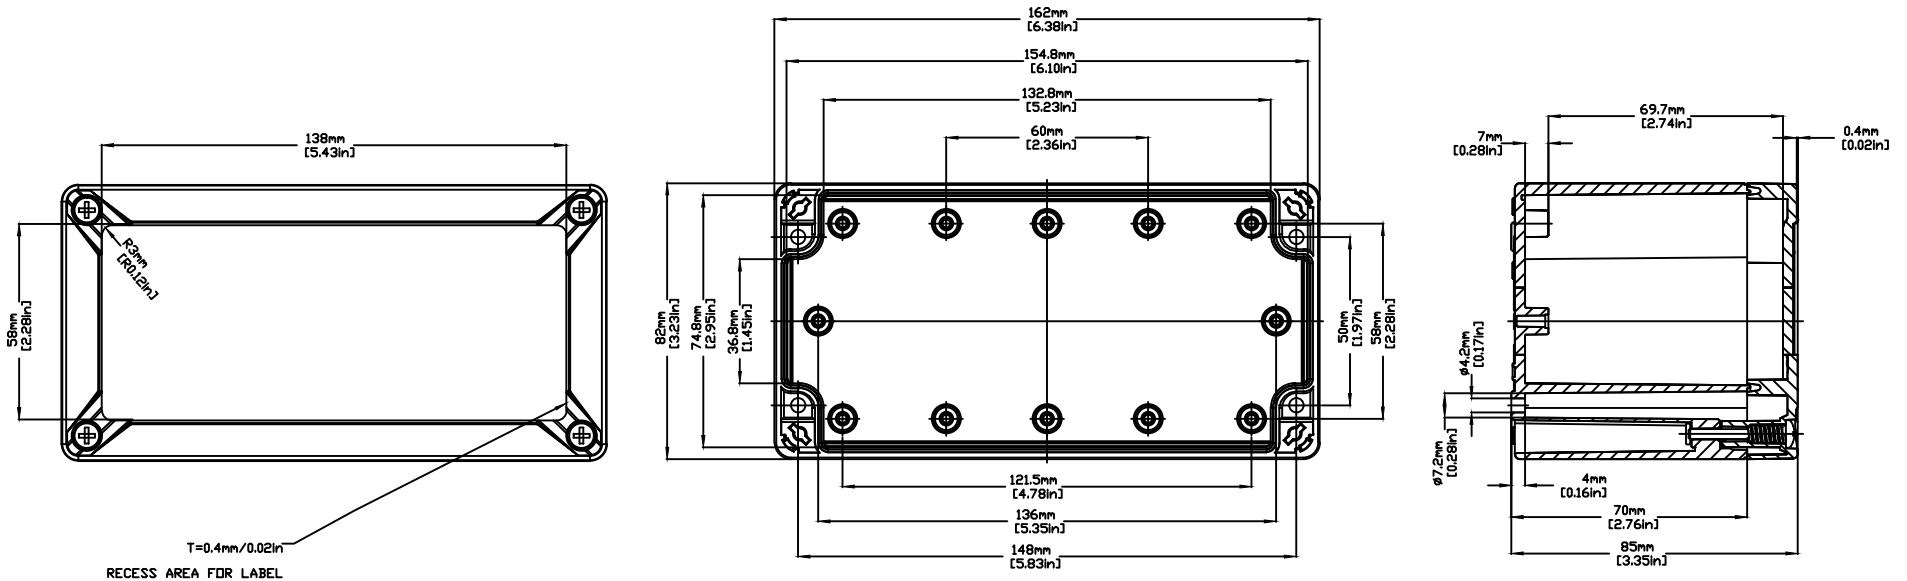 138mm
[5.43in]
58mm
[2.28in]
R3mm
[R0.12in]
T=0.4mm/0.02in
RECESS AREA FOR LABEL
162mm
[6.38in]
154.8mm
[6.10in]
132.8mm
[5.23in]
60mm
[2.36in]
82mm
[3.23in]
74.8mm
[2.95in]
36.8mm
[1.45in]
50mm
[1.97in]
58mm
[2.28in]
121.5mm
[4.78in]
136mm
[5.35in]
148mm
[5.83in]
69.7mm
[2.74in]
7mm
[0.28in]
0.4mm
[0.02in]
ø4.2mm
[0.17in]
ø7.2mm
[0.28in]
4mm
[0.16in]
70mm
[2.76in]
85mm
[3.35in]